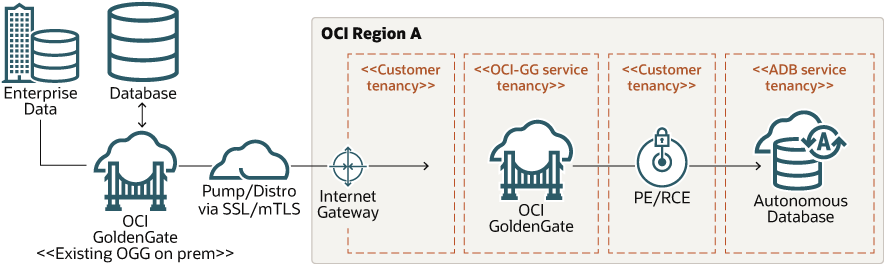 OCI Region A
Enterprise
Data
Database
<<Customer
tenancy>>
<<OCI-GG service
tenancy>>
<<Customer
tenancy>>
<<ADB service
tenancy>>
A
OCI
GoldenGate
<<Existing OGG on prem>>
Pump/Distro
via SSL/mTLS
Internet
Gateway
OCI
GoldenGate
PE/RCE
Autonomous
Database